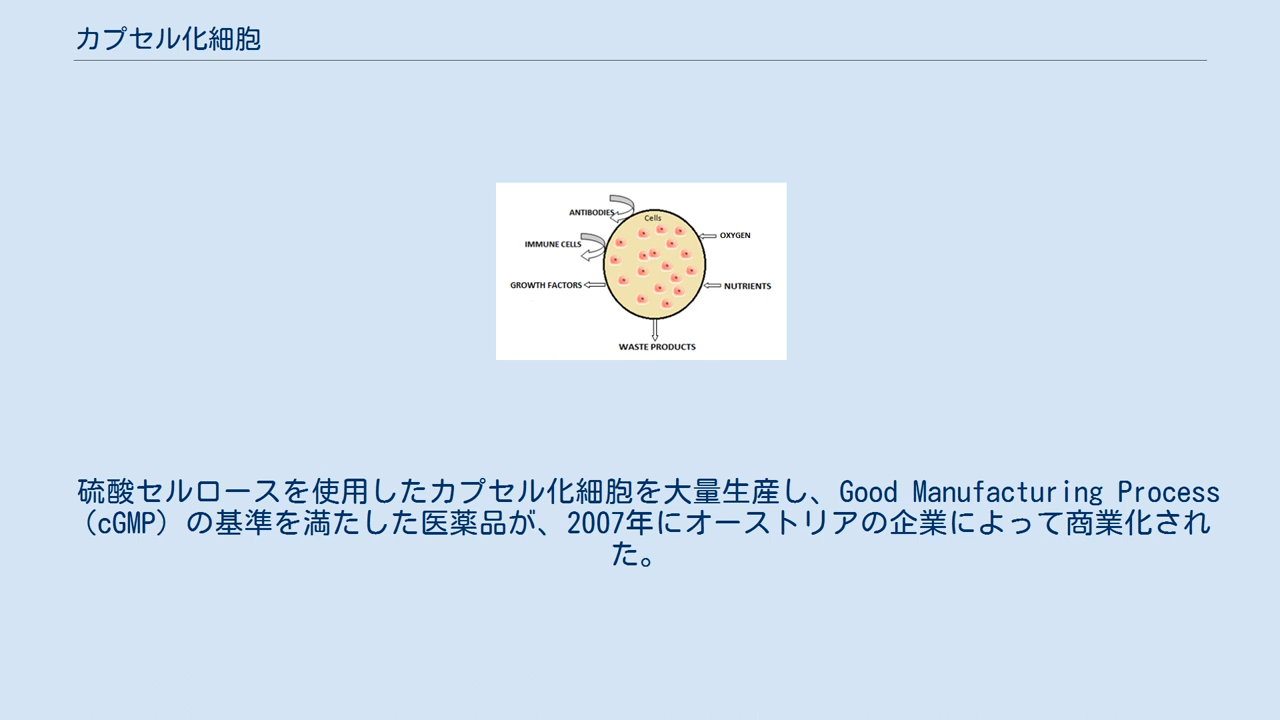 カプセル化細胞
ANTIBODIES
Cells
OXYGEN
IMMUNE CELLS
GROWTH FACTORS
NUTRIENTS
WASTE PRODUCTS
硫酸セルロースを使用したカプセル化細胞を大量生産し、Good Manufacturing Process
（cGMP）の基準を満たした医薬品が、2007年にオーストリアの企業によって商業化され
た。